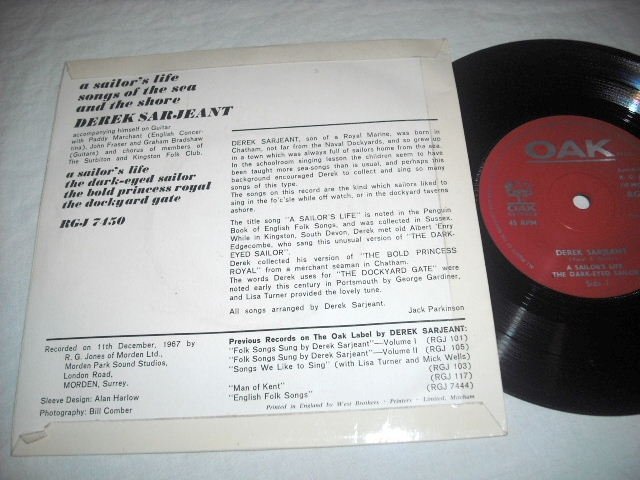 a sailor's life
songs of the sea
and the shore
DEREK SARJEANT
accompanying himself on Guitar
with Paddy Marchant (English Concer-
tina), John Fraser and Graham Bradshaw
(Guitars) and chorus of members of
The Surbiton and Kingston Folk Club.
a sailor's life
the dark-eyed sailor
the bold princess royal
the dockyard gate
RGJ 7450
DEREK SARJEANT, son of a Royal Marine, was born in
Chatham, not far from the Naval Dockyards, and so grew up
in a town which was always full of sailors home from the sea.
In the schoolroom singing lesson the children seem to have
been taught more sea-songs than is usual, and perhaps this
background encouraged Derek to collect and sing so many
songs of this type.
The songs on this record are the kind which sailors liked to
sing in the fo'c'sle while off watch, or in the dockyard taverns
ashore.
The title song "A SAILOR'S LIFE" is noted in the Penguin
Book of English Folk Songs, and was collected in Sussex.
While in Kingston, South Devon, Derek met old Albert Enry
Edgecombe, who sang this unusual version of "THE DARK-
EYED SAILOR".
Derek collected his version of "THE BOLD PRINCESS
ROYAL" from a merchant seaman in Chatham.
The words Derek uses for "THE DOCKYARD GATE" were
noted early this century in Portsmouth by George Gardiner,
and Lisa Turner provided the lovely tune.
All songs arranged by Derek Sarjeant.
Jack Parkinson
Recorded on 11th December, 1967 by
R. G. Jones of Morden Ltd.,
Morden Park Sound Studios,
London Road,
MORDEN, Surrey.
Sleeve Design: Alan Harlow
Photography: Bill Comber
Previous Records on The Oak Label by DEREK SARJEANT:
"Folk Songs Sung by Derek Sarjeant"—Volume I (RGJ 101)
"Folk Songs Sung by Derek Sarjeant"—Volume II (RGJ 105)
"Songs We Like to Sing" (with Lisa Turner and Mick Wells)
(RGJ 103)
"Man of Kent" (RGJ 117)
"English Folk Songs" (RGJ 7444)
Printed in England by West Brothers · Printers · Limited, Mitcham
OAK
OAK
45 RPM
DEREK SARJEANT
A SAILOR'S LIFE
THE DARK-EYED SAILOR
Side 1